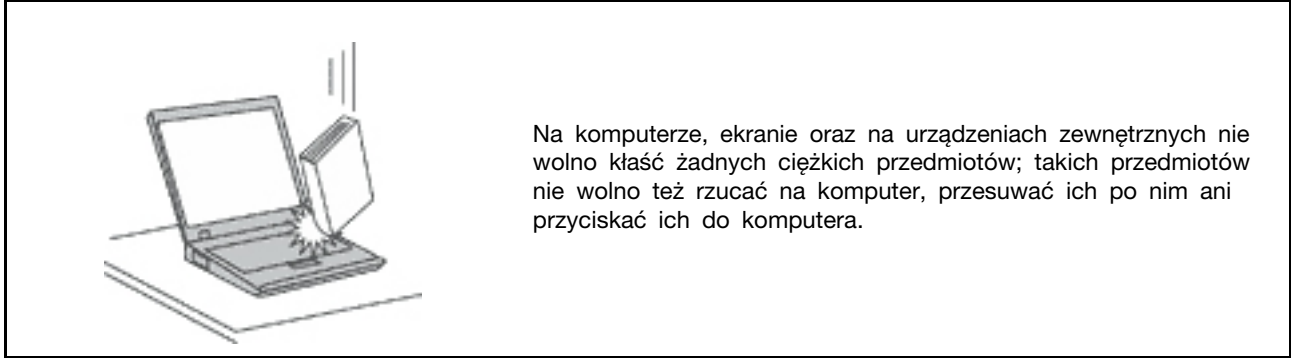 Na komputerze, ekranie oraz na urządzeniach zewnętrznych nie
wolno kłaść żadnych ciężkich przedmiotów; takich przedmiotów
nie wolno też rzucać na komputer, przesuwać ich po nim ani
przyciskać ich do komputera.